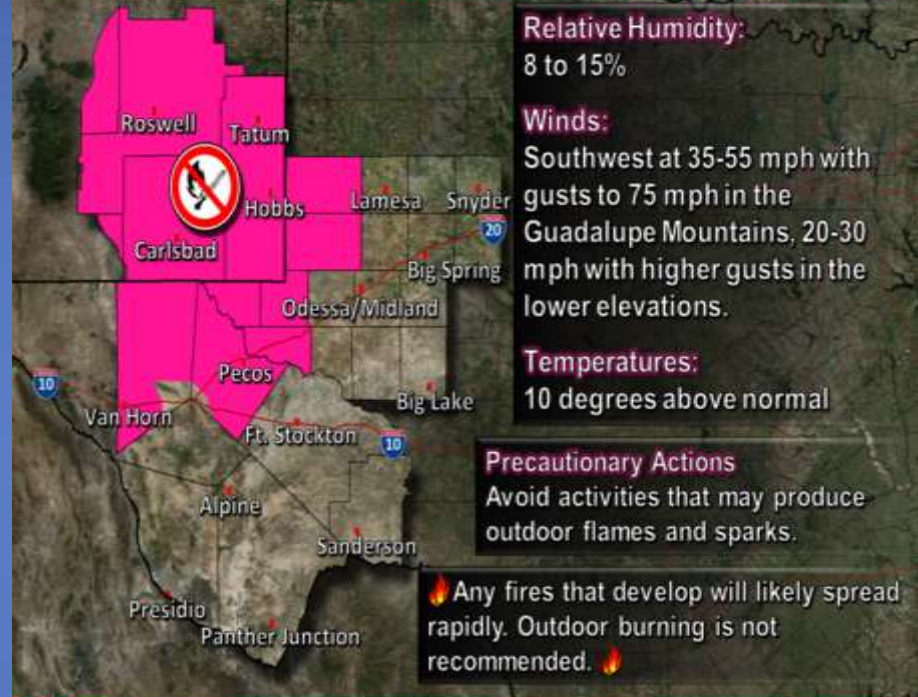 Relative Humidity:
8 to 15%
Winds:
Southwest at 35-55 mph with
gusts to 75 mph in the
Guadalupe Mountains, 20-30
mph with higher gusts in the
lower elevations.
Temperatures:
10 degrees above normal
Precautionary Actions
Avoid activities that may produce
outdoor flames and sparks.
Any fires that develop will likely spread
rapidly. Outdoor burning is not
recommended.
Roswell
Tatum
Hobbs
Lamesa
Snyder
20
Carlsbad
Big Spring
Odessa/Midland
Pecos
10
Big Lake
Van Horn
Ft. Stockton
10
Alpine
Sanderson
Presidio
Panther Junction